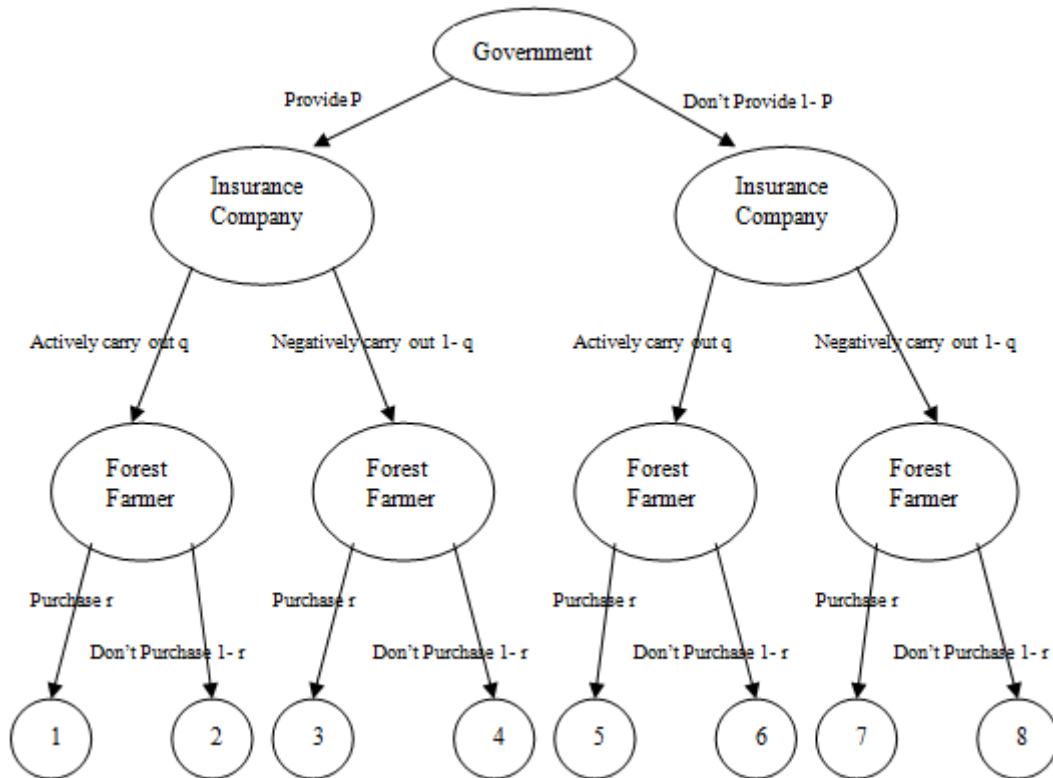 Government
Provide P
Don't Provide 1- P
Insurance
Company
Insurance
Company
Actively carry out q
Negatively carry out 1- q
Actively carry out q
Negatively carry out 1- q
Forest
Farmer
Forest
Farmer
Forest
Farmer
Forest
Farmer
Purchase r
Purchase r
Purchase r
Purchase r
Don't Purchase 1- r
Don't Purchase 1- r
Don't Purchase 1- r
Don't Purchase 1- r
1
2
3
4
5
6
7
8